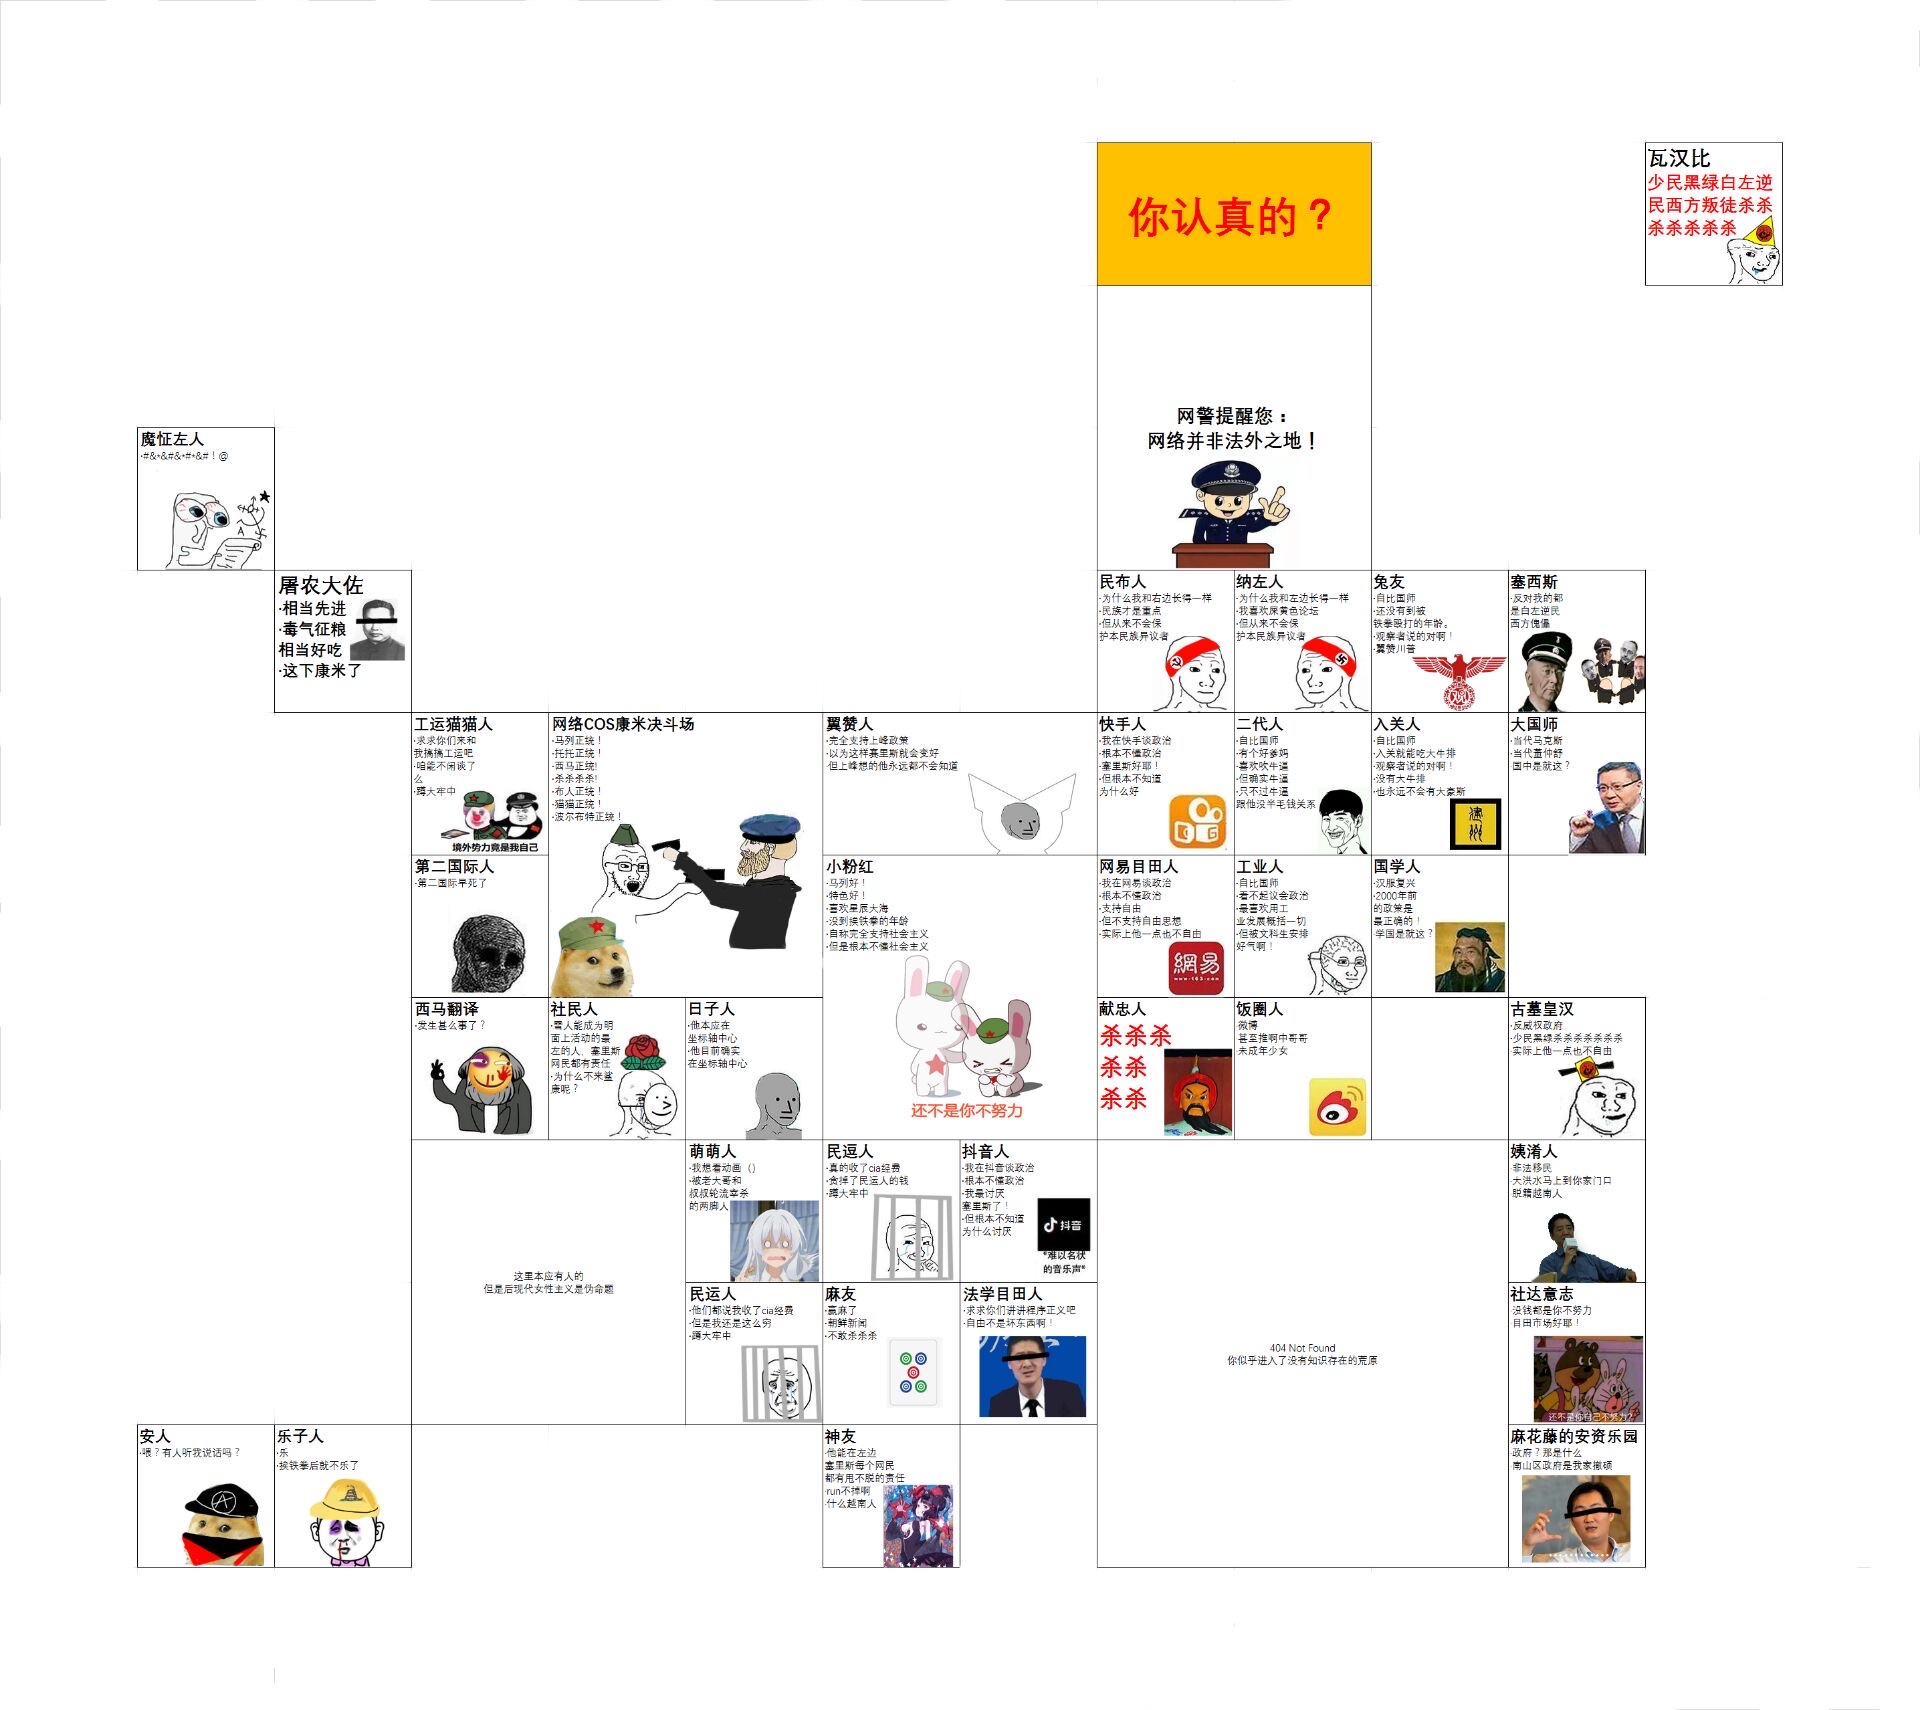 你认真的？
瓦汉比
少民黑绿白左逆
民西方叛徒杀杀
杀杀杀杀杀
网警提醒您：
网络并非法外之地！
魔怔左人
·#&*&#&*#*&#！@
屠农大佐
·相当先进
·毒气征粮
相当好吃
·这下康米了
民布人
·为什么我和右边长得一样
·民族才是重点
·但从来不会保
护本民族异议者
纳左人
·为什么我和左边长得一样
·我喜欢屎黄色论坛
·但从来不会保
护本民族异议者
兔友
·自比国师
·还没有到被
铁拳殴打的年龄。
·观察者说的对啊！
·翼赞川普
塞西斯
·反对我的都
是白左逆民
西方傀儡
工运猫猫人
·求求你们来和
我搞搞工运吧
·咱能不闲谈了
么
·蹲大牢中
境外势力竟是我自己
网络COS康米决斗场
·马列正统！
·托托正统！
·西马正统!
·杀杀杀杀!
·布人正统！
·猫猫正统！
·波尔布特正统！
翼赞人
·完全支持上峰政策
·以为这样赛里斯就会变好
·但上峰想的他永远都不会知道
快手人
·我在快手谈政治
·根本不懂政治
·塞里斯好耶！
·但根本不知道
为什么好
二代人
·自比国师
·有个好爹妈
·喜欢吹牛逼
·但确实牛逼
·只不过牛逼
跟他没半毛钱关系
入关人
·自比国师
·入关就能吃大牛排
·观察者说的对啊！
·没有大牛排
·也永远不会有大豪斯
建州
大国师
·当代马克斯
·当代董仲舒
·国中是就这？
第二国际人
·第二国际早死了
小粉红
·马列好！
·特色好！
·喜欢星辰大海
·没到挨铁拳的年龄
·自称完全支持社会主义
·但是根本不懂社会主义
还不是你不努力
网易目田人
·我在网易谈政治
·根本不懂政治
·支持自由
·但不支持自由思想
·实际上他一点也不自由
網易
www·163·com
工业人
·自比国师
·看不起议会政治
·最喜欢用工
业发展概括一切
·但被文科生安排
好气啊！
国学人
·汉服复兴
·2000年前
的政策是
最正确的！
·学国是就这？
西马翻译
·发生甚么事了？
社民人
·曹人能成为明
面上活动的最
左的人，塞里斯
网民都有责任
·为什么不来鲨
康呢？
日子人
·他本应在
坐标轴中心
·他目前确实
在坐标轴中心
献忠人
杀杀杀
杀杀
杀杀
饭圈人
·微博
·甚至推啊中哥哥
·未成年少女
古墓皇汉
·反威权政府
·少民黑绿杀杀杀杀杀杀杀
·实际上他一点也不自由
这里本应有人的
但是后现代女性主义是伪命题
萌萌人
·我想看动画（）
·被老大哥和
叔叔轮流宰杀
的两脚人
民逗人
·真的收了cia经费
·贪掉了民运人的钱
·蹲大牢中
抖音人
·我在抖音谈政治
·根本不懂政治
·我最讨厌
塞里斯了！
·但根本不知道
为什么讨厌
抖音
*难以名状
的音乐声*
姨淆人
·非法移民
·大洪水马上到你家门口
·脱籍越南人
404 Not Found
你似乎进入了没有知识存在的荒原
民运人
·他们都说我收了cia经费
·但是我还是这么穷
·蹲大牢中
麻友
·赢麻了
·朝鲜新闻
·不敢杀杀杀
法学目田人
·求求你们讲讲程序正义吧
·自由不是坏东西啊！
社达意志
·没钱都是你不努力
·目田市场好耶！
还不是你自己不努力？
安人
·喂？有人听我说话吗？
乐子人
·乐
·挨铁拳后就不乐了
神友
·他能在左边
塞里斯每个网民
都有甩不脱的责任
·run不掉啊
·什么越南人
麻花藤的安资乐园
·政府？那是什么
·南山区政府是我家撤硕